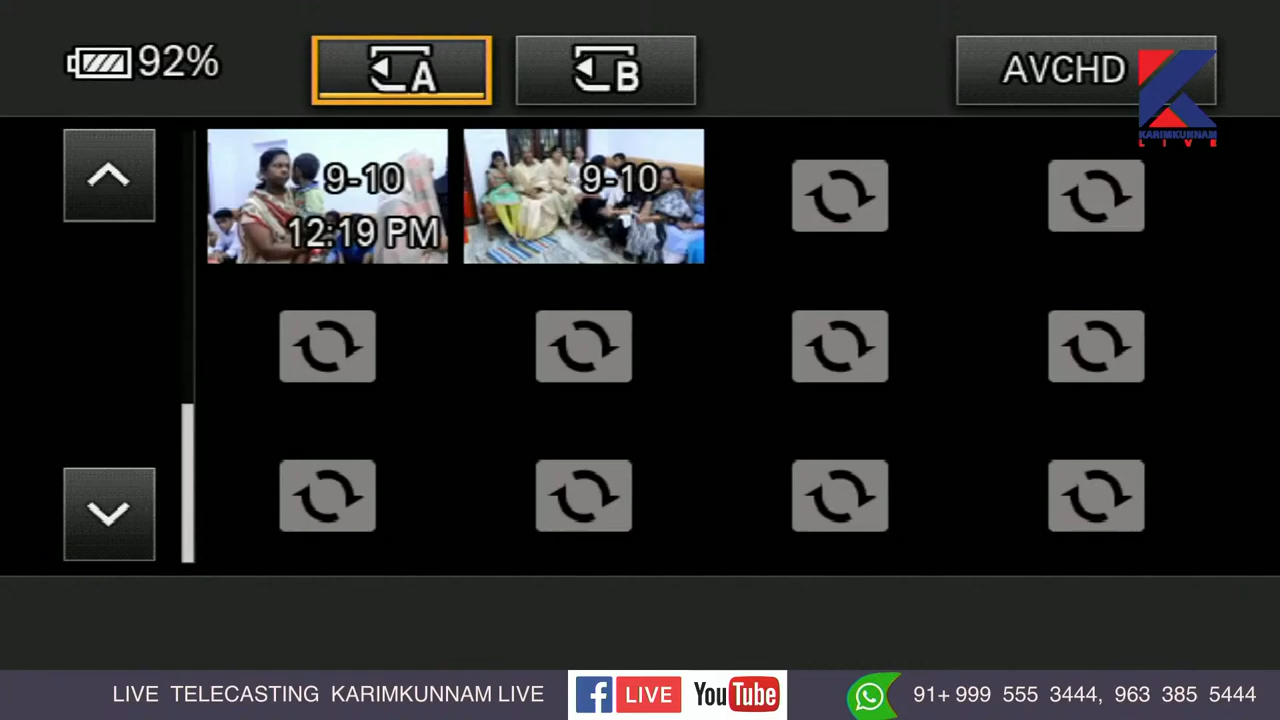 92%
A
B
AVCHD
KARIMKUNNAM
LIVE
9-10
12:19 PM
9-10
LIVE TELECASTING KARIMKUNNAM LIVE
f
LIVE
YouTube
91+ 999 555 3444, 963 385 5444